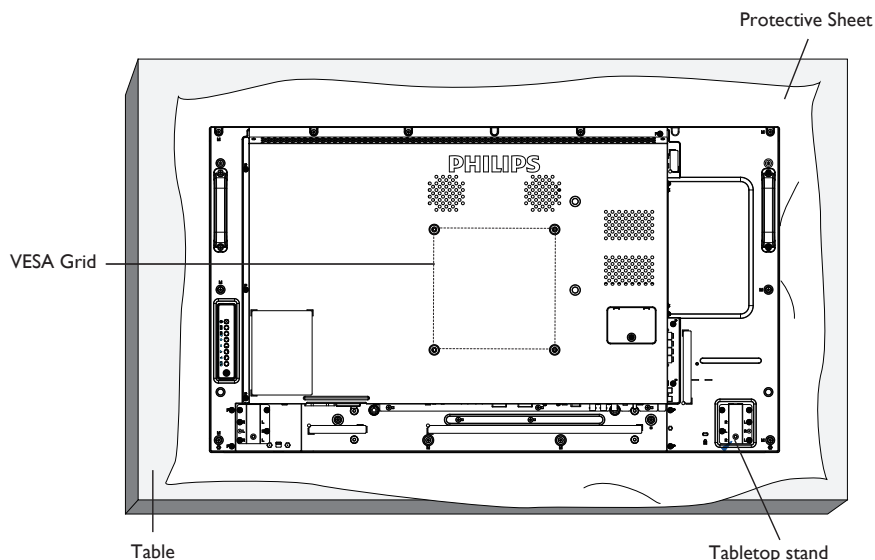 Protective Sheet
PHILIPS
VESA Grid
Table
Tabletop stand